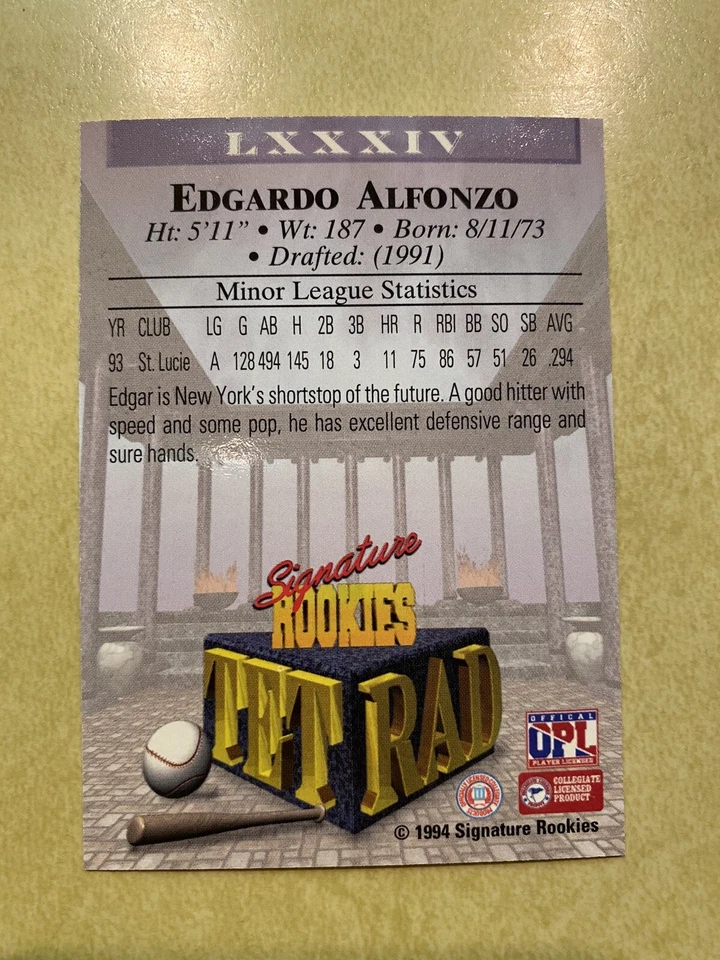 LXXXIV
EDGARDO ALFONZO
Ht: 5'11" • Wt: 187 • Born: 8/11/73
• Drafted: (1991)
Minor League Statistics
YR CLUB LG G AB H 2B 3B HR R RBI BB SO SB AVG
93 St. Lucie A 128 494 145 18 3 11 75 86 57 51 26 .294
Edgar is New York's shortstop of the future. A good hitter with
speed and some pop, he has excellent defensive range and
sure hands.
Signature
ROOKIES
TET RAD
OFFICIAL
OPL
PLAYER LICENSED
COLLEGIATE
LICENSED
PRODUCT
© 1994 Signature Rookies